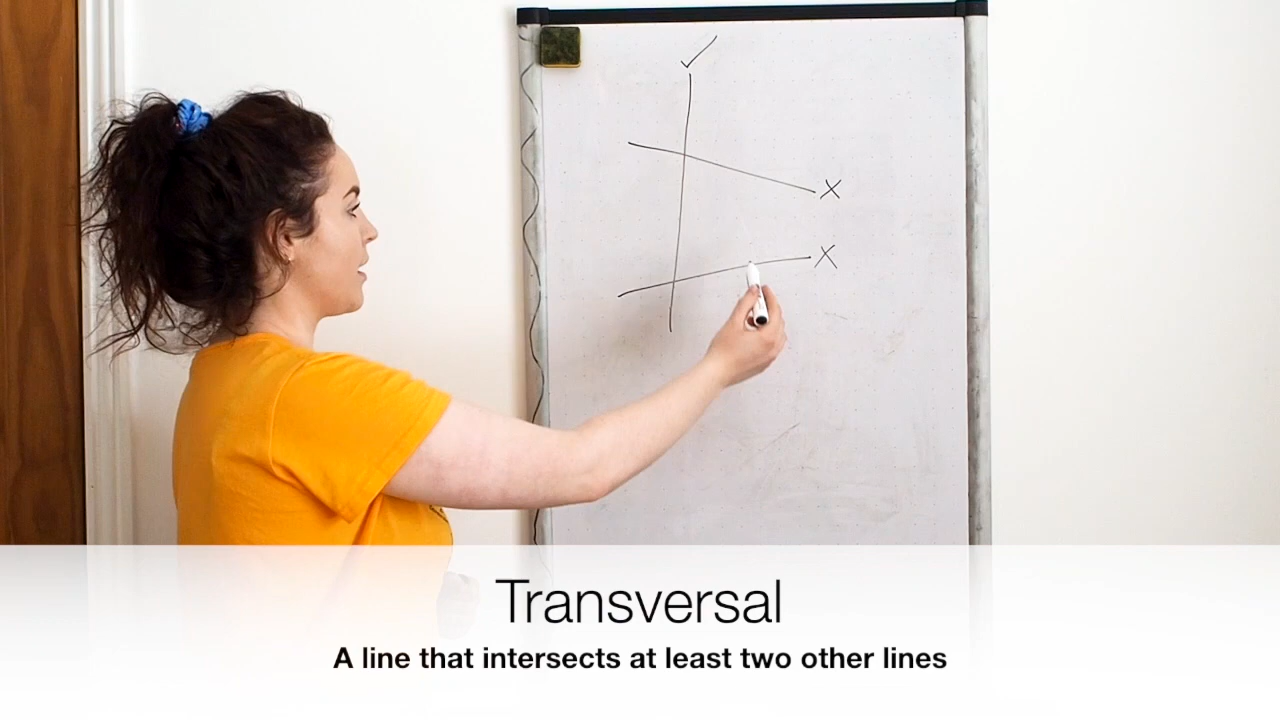 ✓
X
X
Transversal
A line that intersects at least two other lines